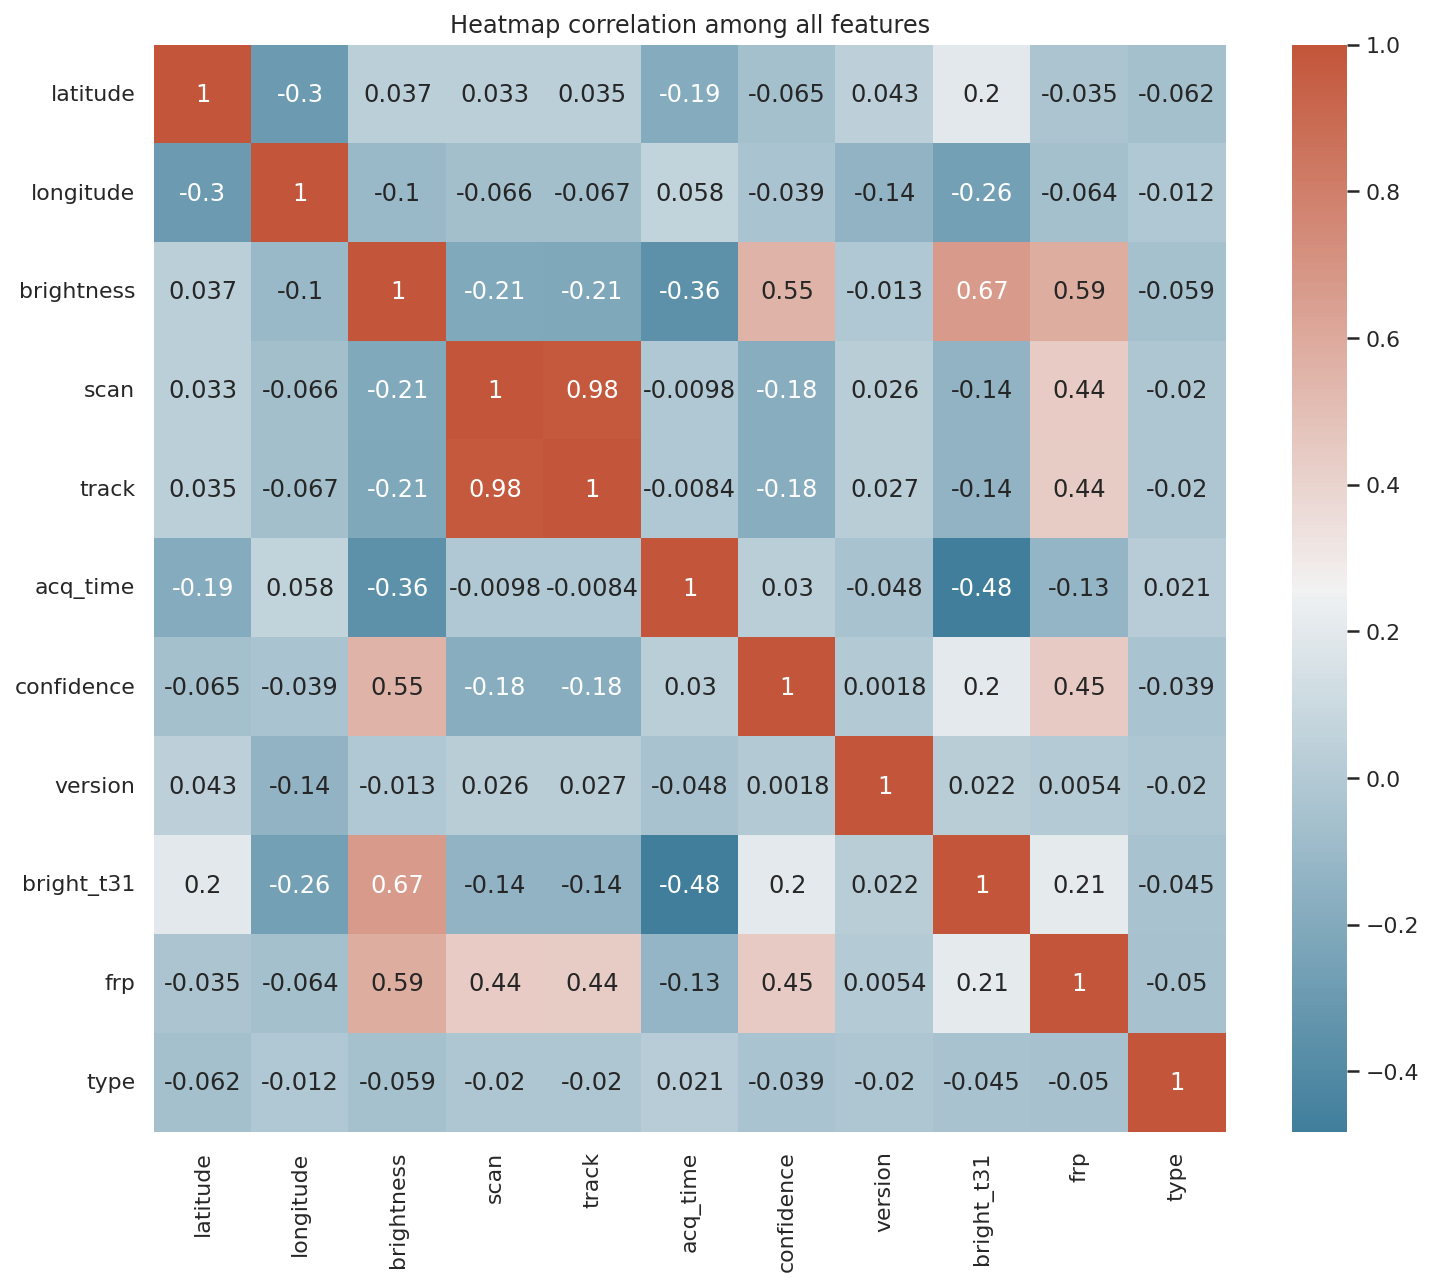 Heatmap correlation among all features
latitude 1 -0.3 0.037 0.033 0.035 -0.19 -0.065 0.043 0.2 -0.035 -0.062
longitude -0.3 1 -0.1 -0.066 -0.067 0.058 -0.039 -0.14 -0.26 -0.064 -0.012
brightness 0.037 -0.1 1 -0.21 -0.21 -0.36 0.55 -0.013 0.67 0.59 -0.059
scan 0.033 -0.066 -0.21 1 0.98 -0.0098 -0.18 0.026 -0.14 0.44 -0.02
track 0.035 -0.067 -0.21 0.98 1 -0.0084 -0.18 0.027 -0.14 0.44 -0.02
acq_time -0.19 0.058 -0.36 -0.0098 -0.0084 1 0.03 -0.048 -0.48 -0.13 0.021
confidence -0.065 -0.039 0.55 -0.18 -0.18 0.03 1 0.0018 0.2 0.45 -0.039
version 0.043 -0.14 -0.013 0.026 0.027 -0.048 0.0018 1 0.022 0.0054 -0.02
bright_t31 0.2 -0.26 0.67 -0.14 -0.14 -0.48 0.2 0.022 1 0.21 -0.045
frp -0.035 -0.064 0.59 0.44 0.44 -0.13 0.45 0.0054 0.21 1 -0.05
type -0.062 -0.012 -0.059 -0.02 -0.02 0.021 -0.039 -0.02 -0.045 -0.05 1
latitude longitude brightness scan track acq_time confidence version bright_t31 frp type
1.0
0.8
0.6
0.4
0.2
0.0
−0.2
−0.4